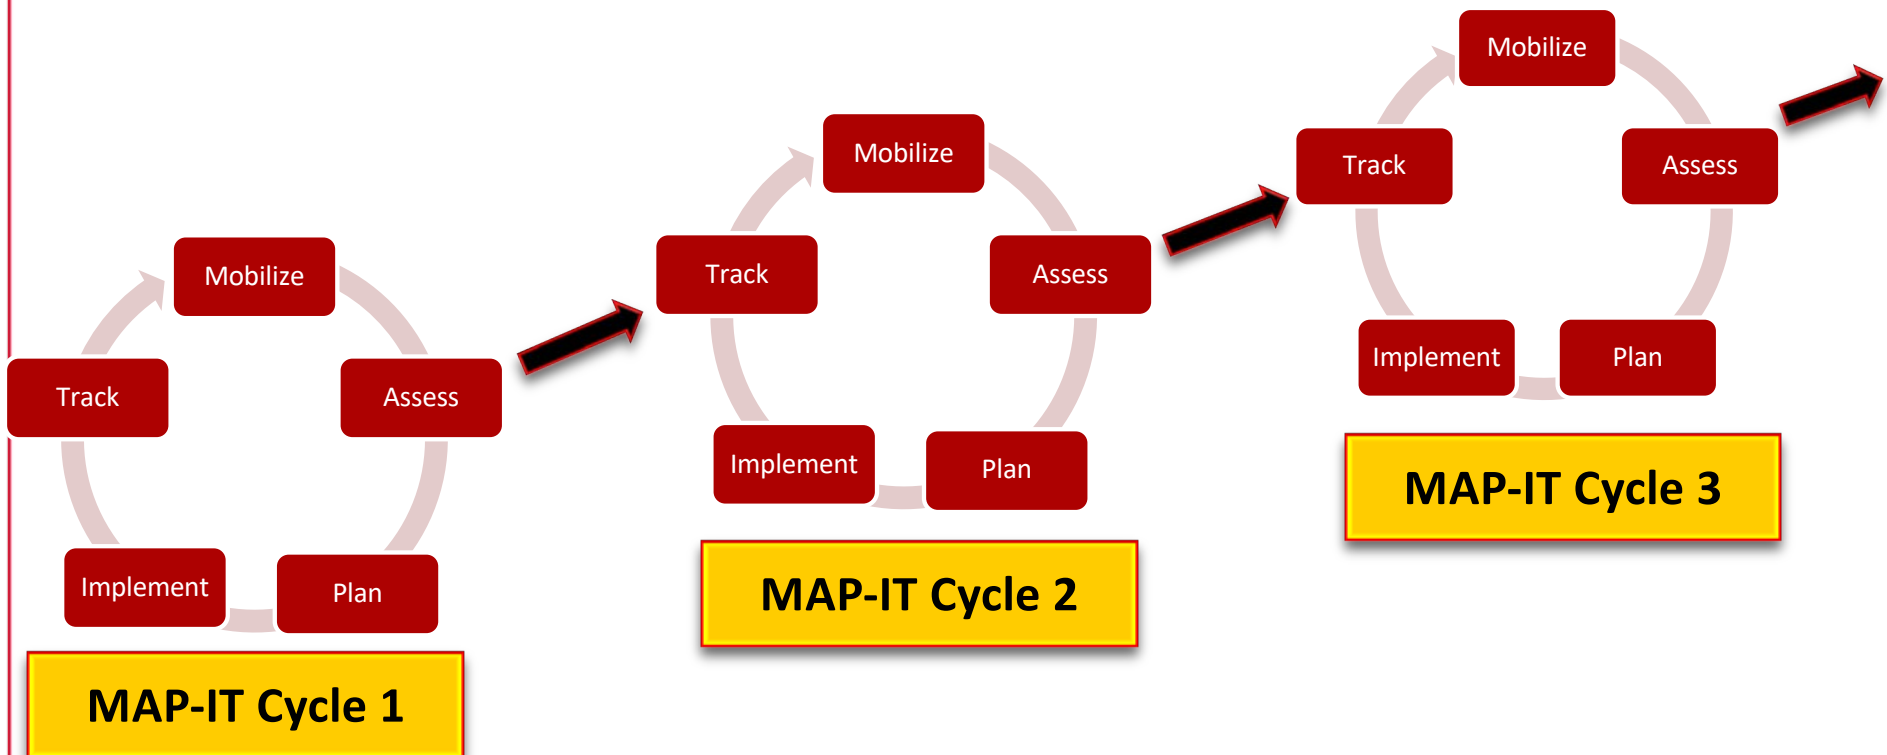 Mobilize
Assess
Plan
Implement
Track
MAP-IT Cycle 1
Mobilize
Assess
Plan
Implement
Track
MAP-IT Cycle 2
Mobilize
Assess
Plan
Implement
Track
MAP-IT Cycle 3